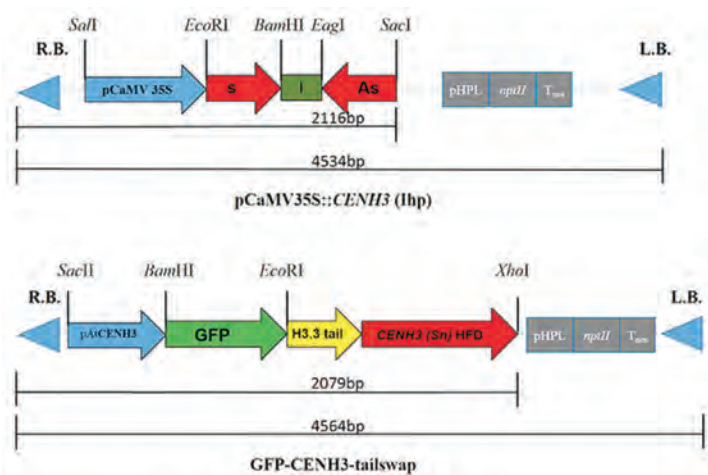 SalI EcoRI BamHI EagI SacI
R.B. L.B.
pCaMV 35S s I As pHPL nptII Tnos
2116bp
4534bp
pCaMV35S::CENH3 (Ihp)
SacII BamHI EcoRI XhoI
R.B. L.B.
pAtCENH3 GFP H3.3 tail CENH3 (Sn) HFD pHPL nptII Tnos
2079bp
4564bp
GFP-CENH3-tailswap